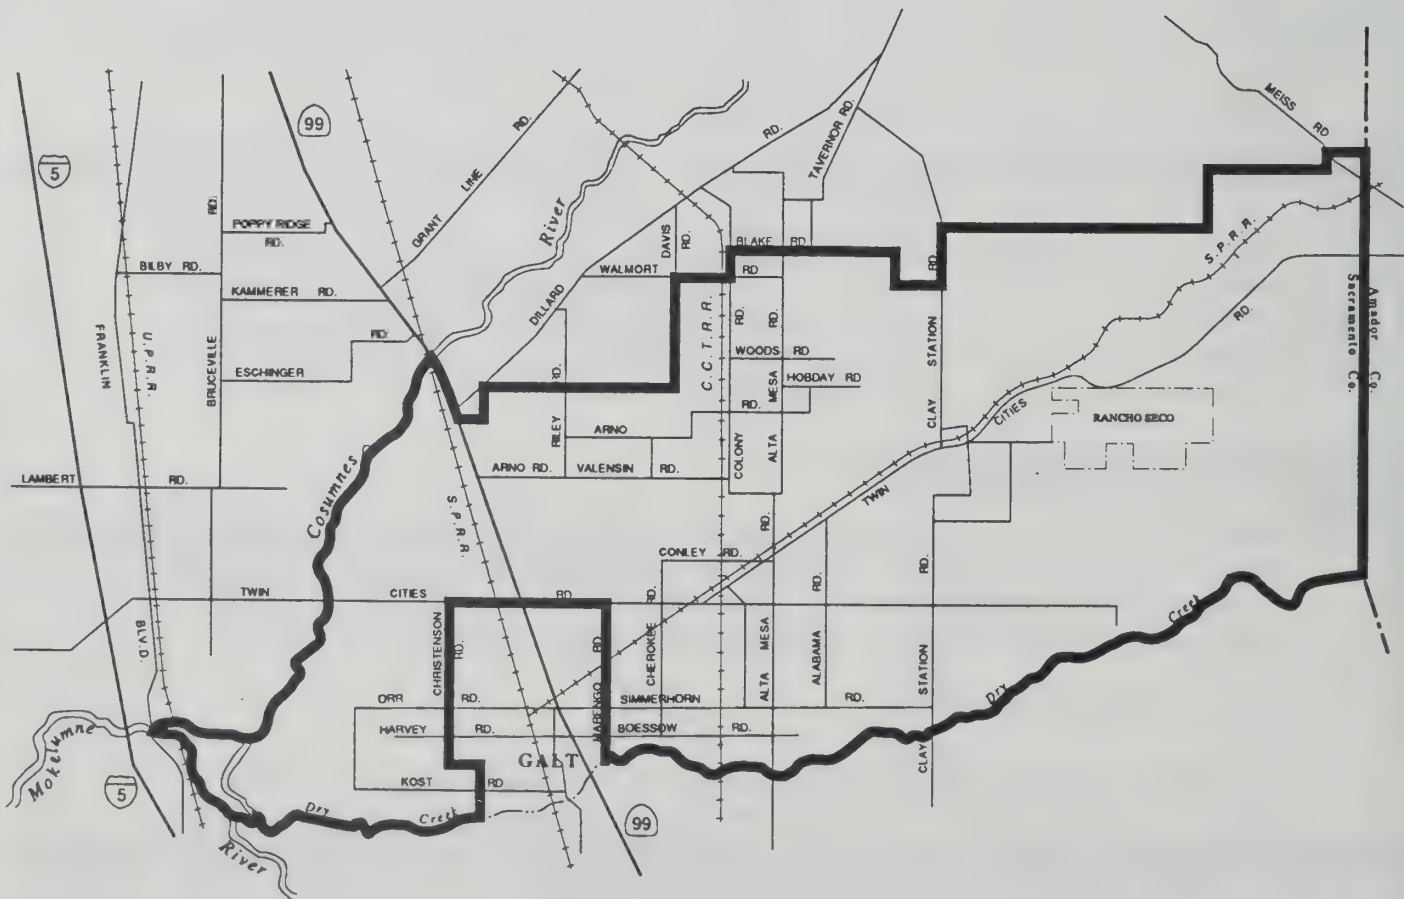 MEISS
RD
99
5
TAVERNOR RD.
RD.
GRANT LINE RD.
River
RD.
POPPY RIDGE
RD.
DAVIS RD.
BLAKE RD
S.P.R.R.
BILBY RD.
WALMORT RD
KAMMERER RD.
DILLARD
RD.
Amador Co.
Sacramento Co.
FRANKLIN
U.P.R.R.
BRUCEVILLE
RD.
C.C.T.R.R.
RD.
RD.
CLAY STATION RD.
WOODS RD
ESCHINGER
RD.
MESA
HOBDAY RD
RD.
CITIES
RANCHO SECO
RILEY
ARNO
COLONY
ALTA
ARNO RD.
VALENSIN RD.
LAMBERT RD.
Cosumnes
S.P.R.R.
TWIN
RD.
CONLEY RD.
RD.
TWIN CITIES RD
CHEROKEE RD.
ALTA MESA
ALABAMA RD.
STATION RD.
Creek
BLV.D.
CHRISTENSON RD.
MARENGO RD.
Dry
ORR RD.
SIMMERHORN RD.
HARVEY RD.
BOESSOW RD.
CLAY
Mokelumne
GALT
KOST RD
5
Dry Creek
99
River